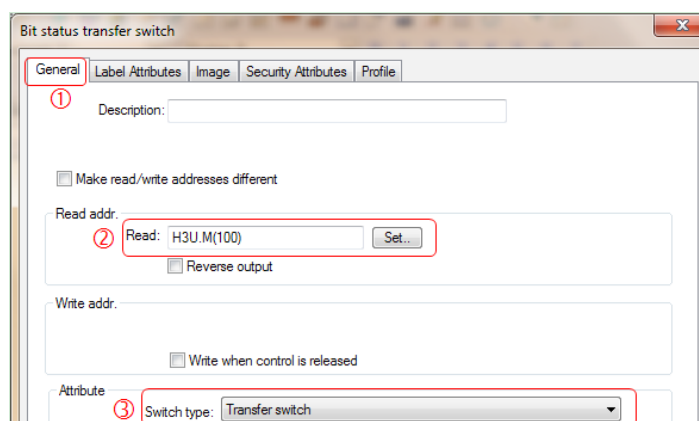 Bit status transfer switch
General Label Attributes Image Security Attributes Profile
①
Description:
Make read/write addresses different
Read addr.
② Read: H3U.M(100) Set..
Reverse output
Write addr.
Write when control is released
Attribute
③ Switch type: Transfer switch